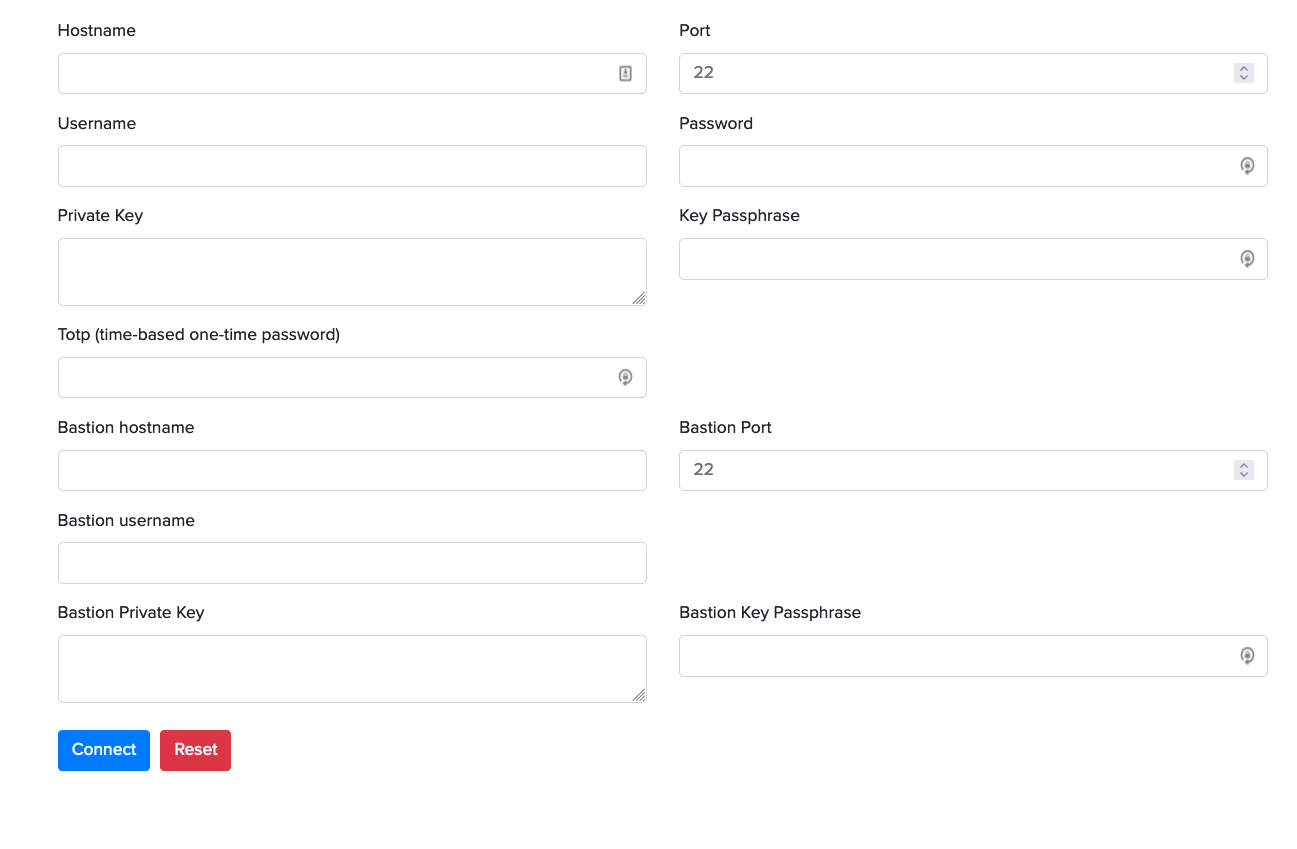 Hostname
Port
22
Username
Password
Private Key
Key Passphrase
Totp (time-based one-time password)
Bastion hostname
Bastion Port
22
Bastion username
Bastion Private Key
Bastion Key Passphrase
Connect
Reset